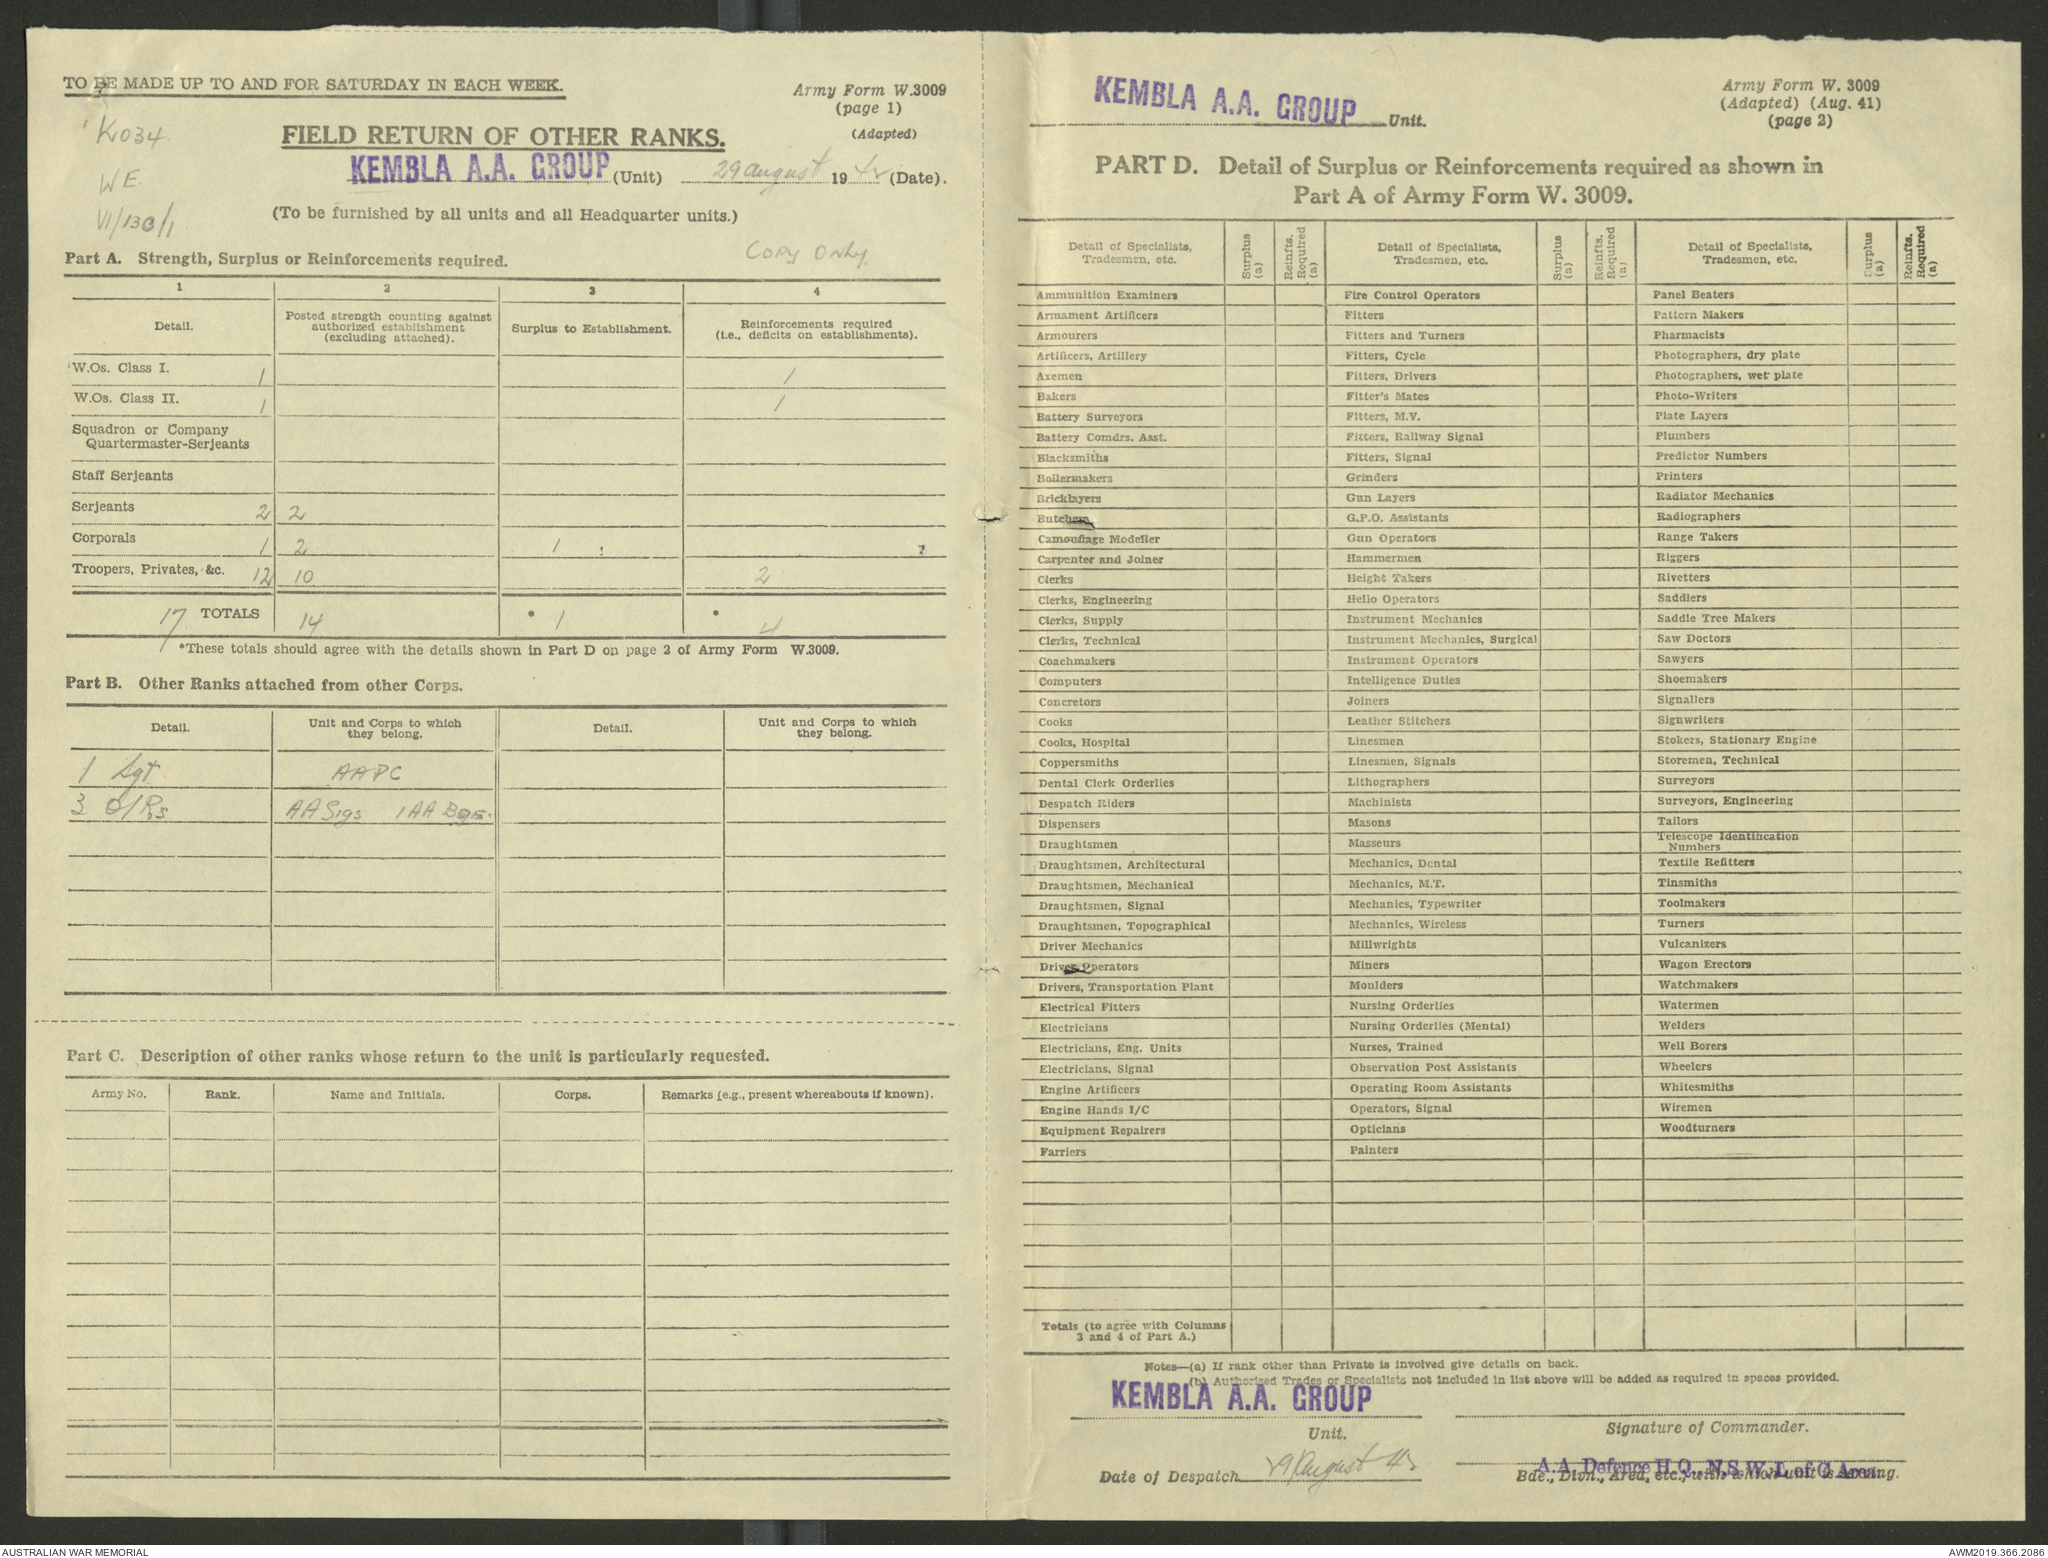 TO BE MADE UP TO AND FOR SATURDAY IN EACH WEEK.
Army Form W.3009
(page 1)
(Adapted)
K034
FIELD RETURN OF OTHER RANKS.
KEMBLA A.A. GROUP (Unit) 29 August 1942 (Date).
WE
VI/130/1
(To be furnished by all units and all Headquarter units.)
Copy Only.
Part A. Strength, Surplus or Reinforcements required.
1 2 3 4
Detail. Posted strength counting against authorized establishment (excluding attached). Surplus to Establishment. Reinforcements required (i.e., deficits on establishments).
W.Os. Class I. 1 1
W.Os. Class II. 1 1
Squadron or Company
Quartermaster-Serjeants
Staff Serjeants
Serjeants 2 2
Corporals 1 2 1 ?
Troopers, Privates, &c. 12 10 2
17 TOTALS 14 * 1 * 4
*These totals should agree with the details shown in Part D on page 2 of Army Form W.3009.
Part B. Other Ranks attached from other Corps.
Detail. Unit and Corps to which they belong. Detail. Unit and Corps to which they belong.
1 Sgt AAPC
3 O/Rs AA Sigs 1 AA Bge.
Part C. Description of other ranks whose return to the unit is particularly requested.
Army No. Rank. Name and Initials. Corps. Remarks (e.g., present whereabouts if known).
KEMBLA A.A. GROUP Unit.
Army Form W. 3009
(Adapted) (Aug. 41)
(page 2)
PART D. Detail of Surplus or Reinforcements required as shown in
Part A of Army Form W. 3009.
Detail of Specialists, Tradesmen, etc. Surplus (a) Reinfts. Required (a) Detail of Specialists, Tradesmen, etc. Surplus (a) Reinfts. Required (a) Detail of Specialists, Tradesmen, etc. Surplus (a) Reinfts. Required (a)
Ammunition Examiners Fire Control Operators Panel Beaters
Armament Artificers Fitters Pattern Makers
Armourers Fitters and Turners Pharmacists
Artificers, Artillery Fitters, Cycle Photographers, dry plate
Axemen Fitters, Drivers Photographers, wet plate
Bakers Fitter's Mates Photo-Writers
Battery Surveyors Fitters, M.V. Plate Layers
Battery Comdrs. Asst. Fitters, Railway Signal Plumbers
Blacksmiths Fitters, Signal Predictor Numbers
Boilermakers Grinders Printers
Bricklayers Gun Layers Radiator Mechanics
Butchers G.P.O. Assistants Radiographers
Camouflage Modeller Gun Operators Range Takers
Carpenter and Joiner Hammermen Riggers
Clerks Height Takers Rivetters
Clerks, Engineering Helio Operators Saddlers
Clerks, Supply Instrument Mechanics Saddle Tree Makers
Clerks, Technical Instrument Mechanics, Surgical Saw Doctors
Coachmakers Instrument Operators Sawyers
Computers Intelligence Duties Shoemakers
Concretors Joiners Signallers
Cooks Leather Stitchers Signwriters
Cooks, Hospital Linesmen Stokers, Stationary Engine
Coppersmiths Linesmen, Signals Storemen, Technical
Dental Clerk Orderlies Lithographers Surveyors
Despatch Riders Machinists Surveyors, Engineering
Dispensers Masons Tailors
Draughtsmen Masseurs Telescope Identification Numbers
Draughtsmen, Architectural Mechanics, Dental Textile Refitters
Draughtsmen, Mechanical Mechanics, M.T. Tinsmiths
Draughtsmen, Signal Mechanics, Typewriter Toolmakers
Draughtsmen, Topographical Mechanics, Wireless Turners
Driver Mechanics Millwrights Vulcanizers
Driver Operators Miners Wagon Erectors
Drivers, Transportation Plant Moulders Watchmakers
Electrical Fitters Nursing Orderlies Watermen
Electricians Nursing Orderlies (Mental) Welders
Electricians, Eng. Units Nurses, Trained Well Borers
Electricians, Signal Observation Post Assistants Wheelers
Engine Artificers Operating Room Assistants Whitesmiths
Engine Hands I/C Operators, Signal Wiremen
Equipment Repairers Opticians Woodturners
Farriers Painters
Totals (to agree with Columns
3 and 4 of Part A.)
Notes—(a) If rank other than Private is involved give details on back.
(b) Authorised Trades or Specialists not included in list above will be added as required in spaces provided.
KEMBLA A.A. GROUP
Unit.
Signature of Commander.
Date of Despatch 29 August 42
A.A. Defence H.Q. N.S.W. L of C Area
Bde., Divn., Area, etc., with which unit is serving.
AUSTRALIAN WAR MEMORIAL
AWM2019.366.2086